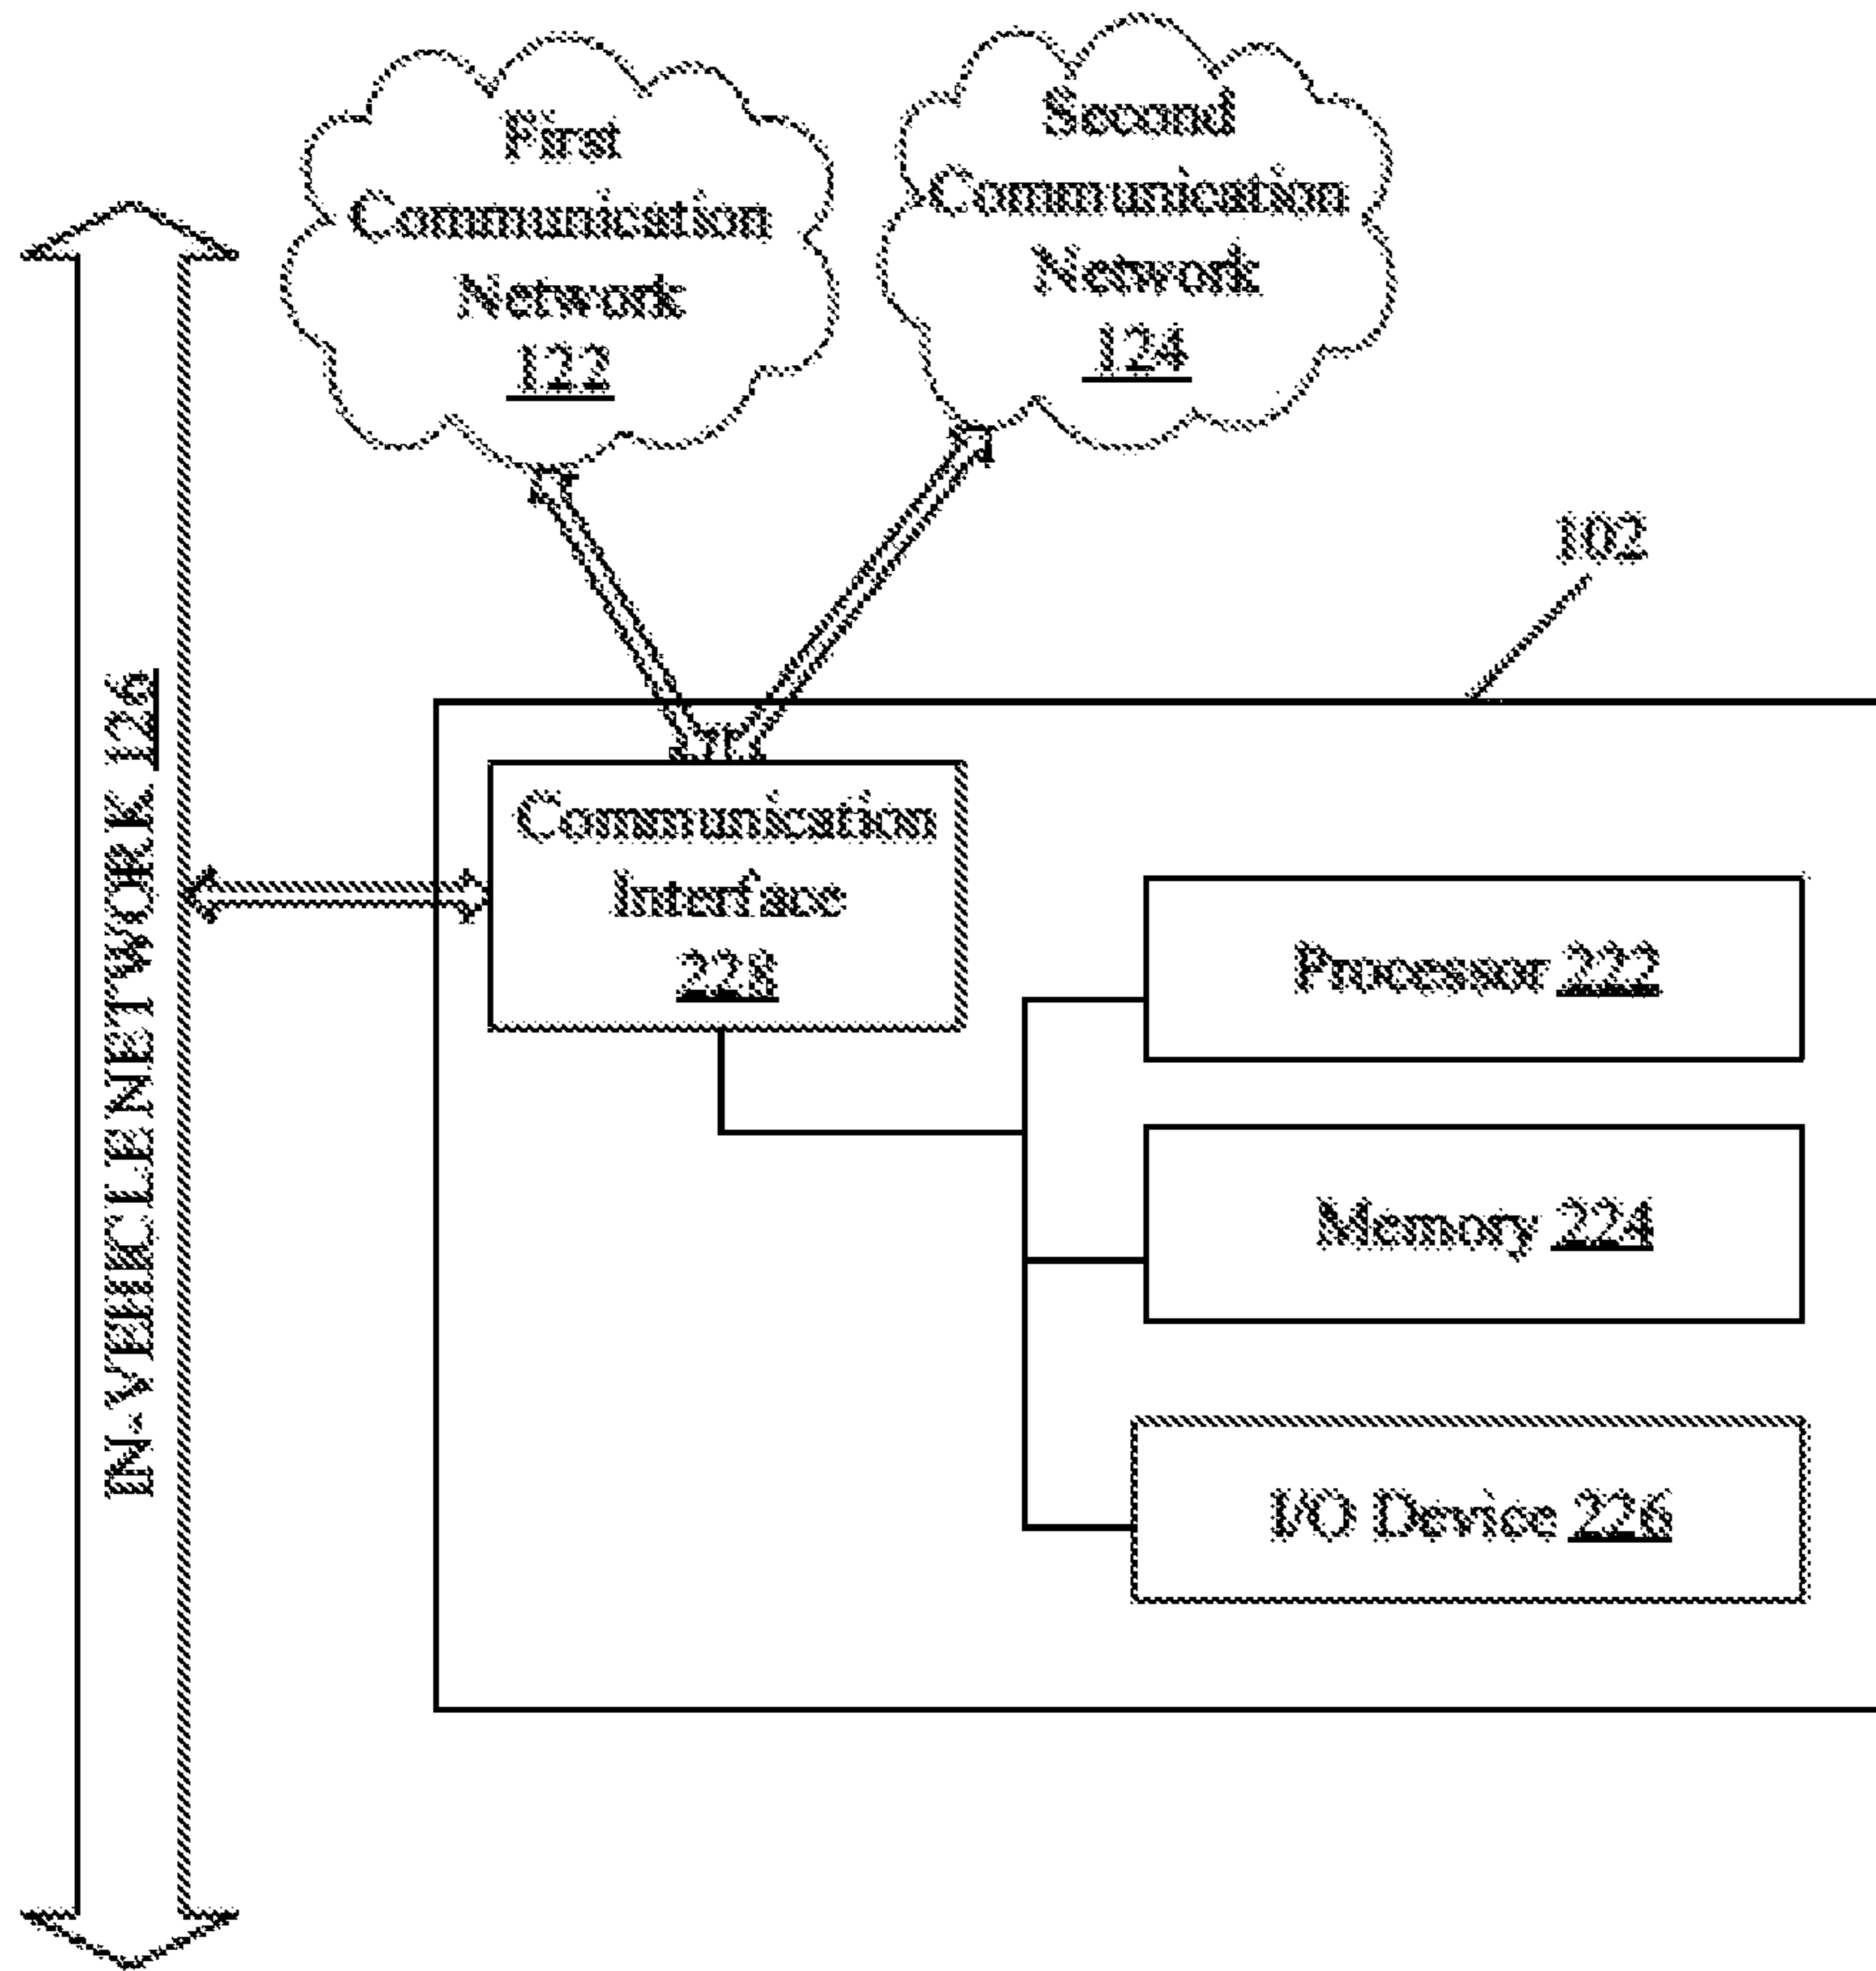 First
Communication
Network
122
Second
Communication
Network
124
102
IN-VEHICLE NETWORK 126
Communication
Interface
228
Processor 222
Memory 224
I/O Device 226